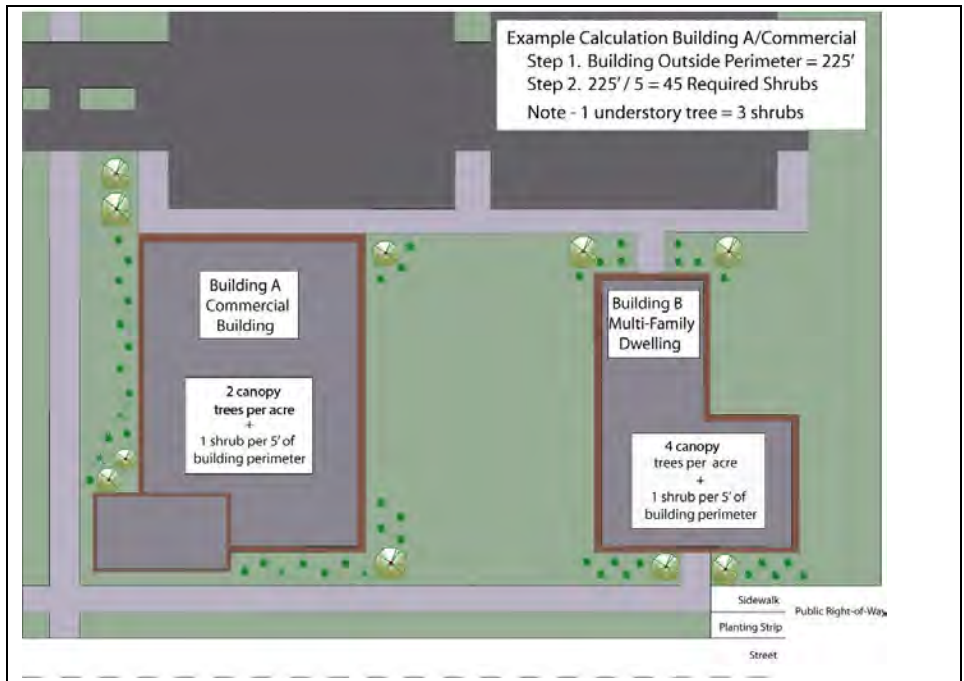 Example Calculation Building A/Commercial
Step 1. Building Outside Perimeter = 225'
Step 2. 225' / 5 = 45 Required Shrubs
Note - 1 understory tree = 3 shrubs
Building A
Commercial
Building
2 canopy
trees per acre
+
1 shrub per 5' of
building perimeter
Building B
Multi-Family
Dwelling
4 canopy
trees per acre
+
1 shrub per 5' of
building perimeter
Sidewalk
Public Right-of-Way
Planting Strip
Street